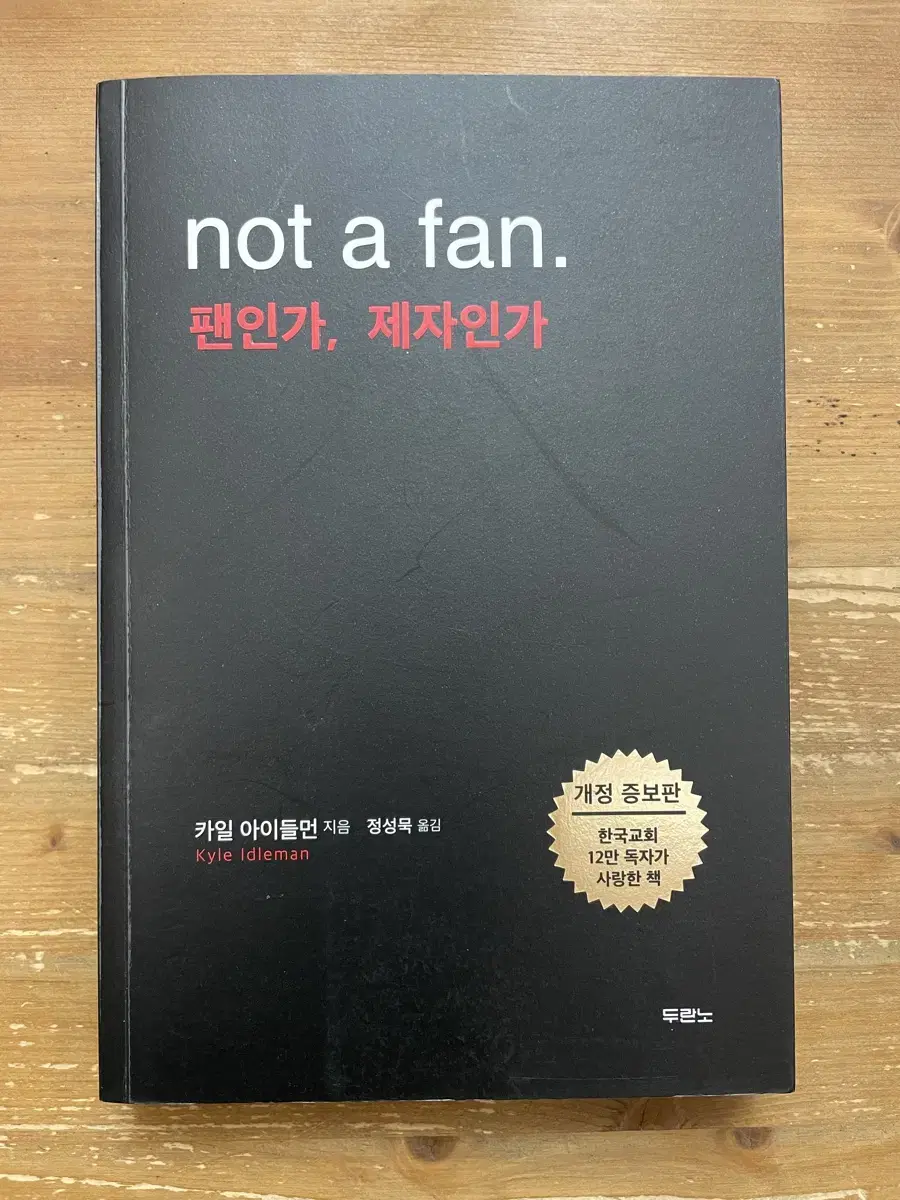 not a fan.
팬인가, 제자인가
카일 아이들먼 지음 정성묵 옮김
Kyle Idleman
개정 증보판
한국교회
12만 독자가
사랑한 책
두란노